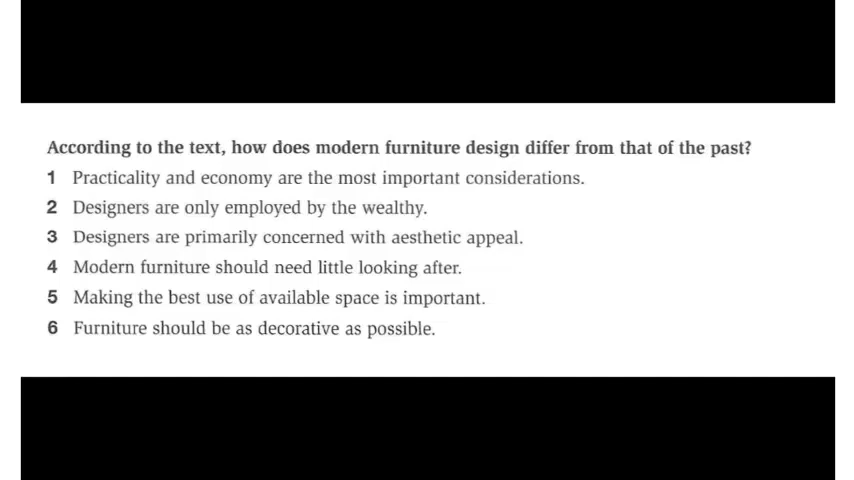 According to the text, how does modern furniture design differ from that of the past?
1 Practicality and economy are the most important considerations.
2 Designers are only employed by the wealthy.
3 Designers are primarily concerned with aesthetic appeal.
4 Modern furniture should need little looking after.
5 Making the best use of available space is important.
6 Furniture should be as decorative as possible.